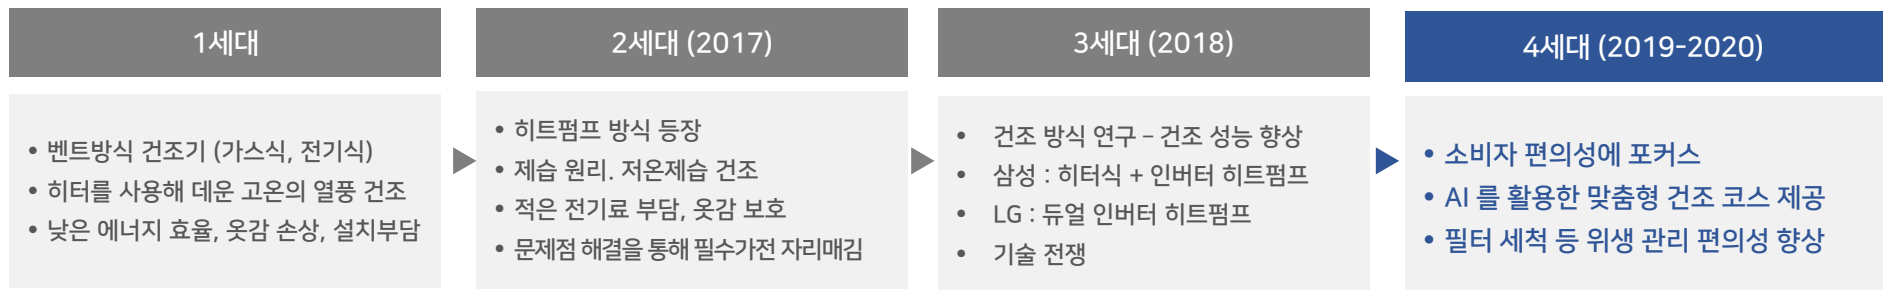 1세대
• 벤트방식 건조기 (가스식, 전기식)
• 히터를 사용해 데운 고온의 열풍 건조
• 낮은 에너지 효율, 옷감 손상, 설치부담
2세대 (2017)
• 히트펌프 방식 등장
• 제습 원리. 저온제습 건조
• 적은 전기료 부담, 옷감 보호
• 문제점 해결을 통해 필수가전 자리매김
3세대 (2018)
• 건조 방식 연구 – 건조 성능 향상
• 삼성 : 히터식 + 인버터 히트펌프
• LG : 듀얼 인버터 히트펌프
• 기술 전쟁
4세대 (2019-2020)
• 소비자 편의성에 포커스
• AI 를 활용한 맞춤형 건조 코스 제공
• 필터 세척 등 위생 관리 편의성 향상